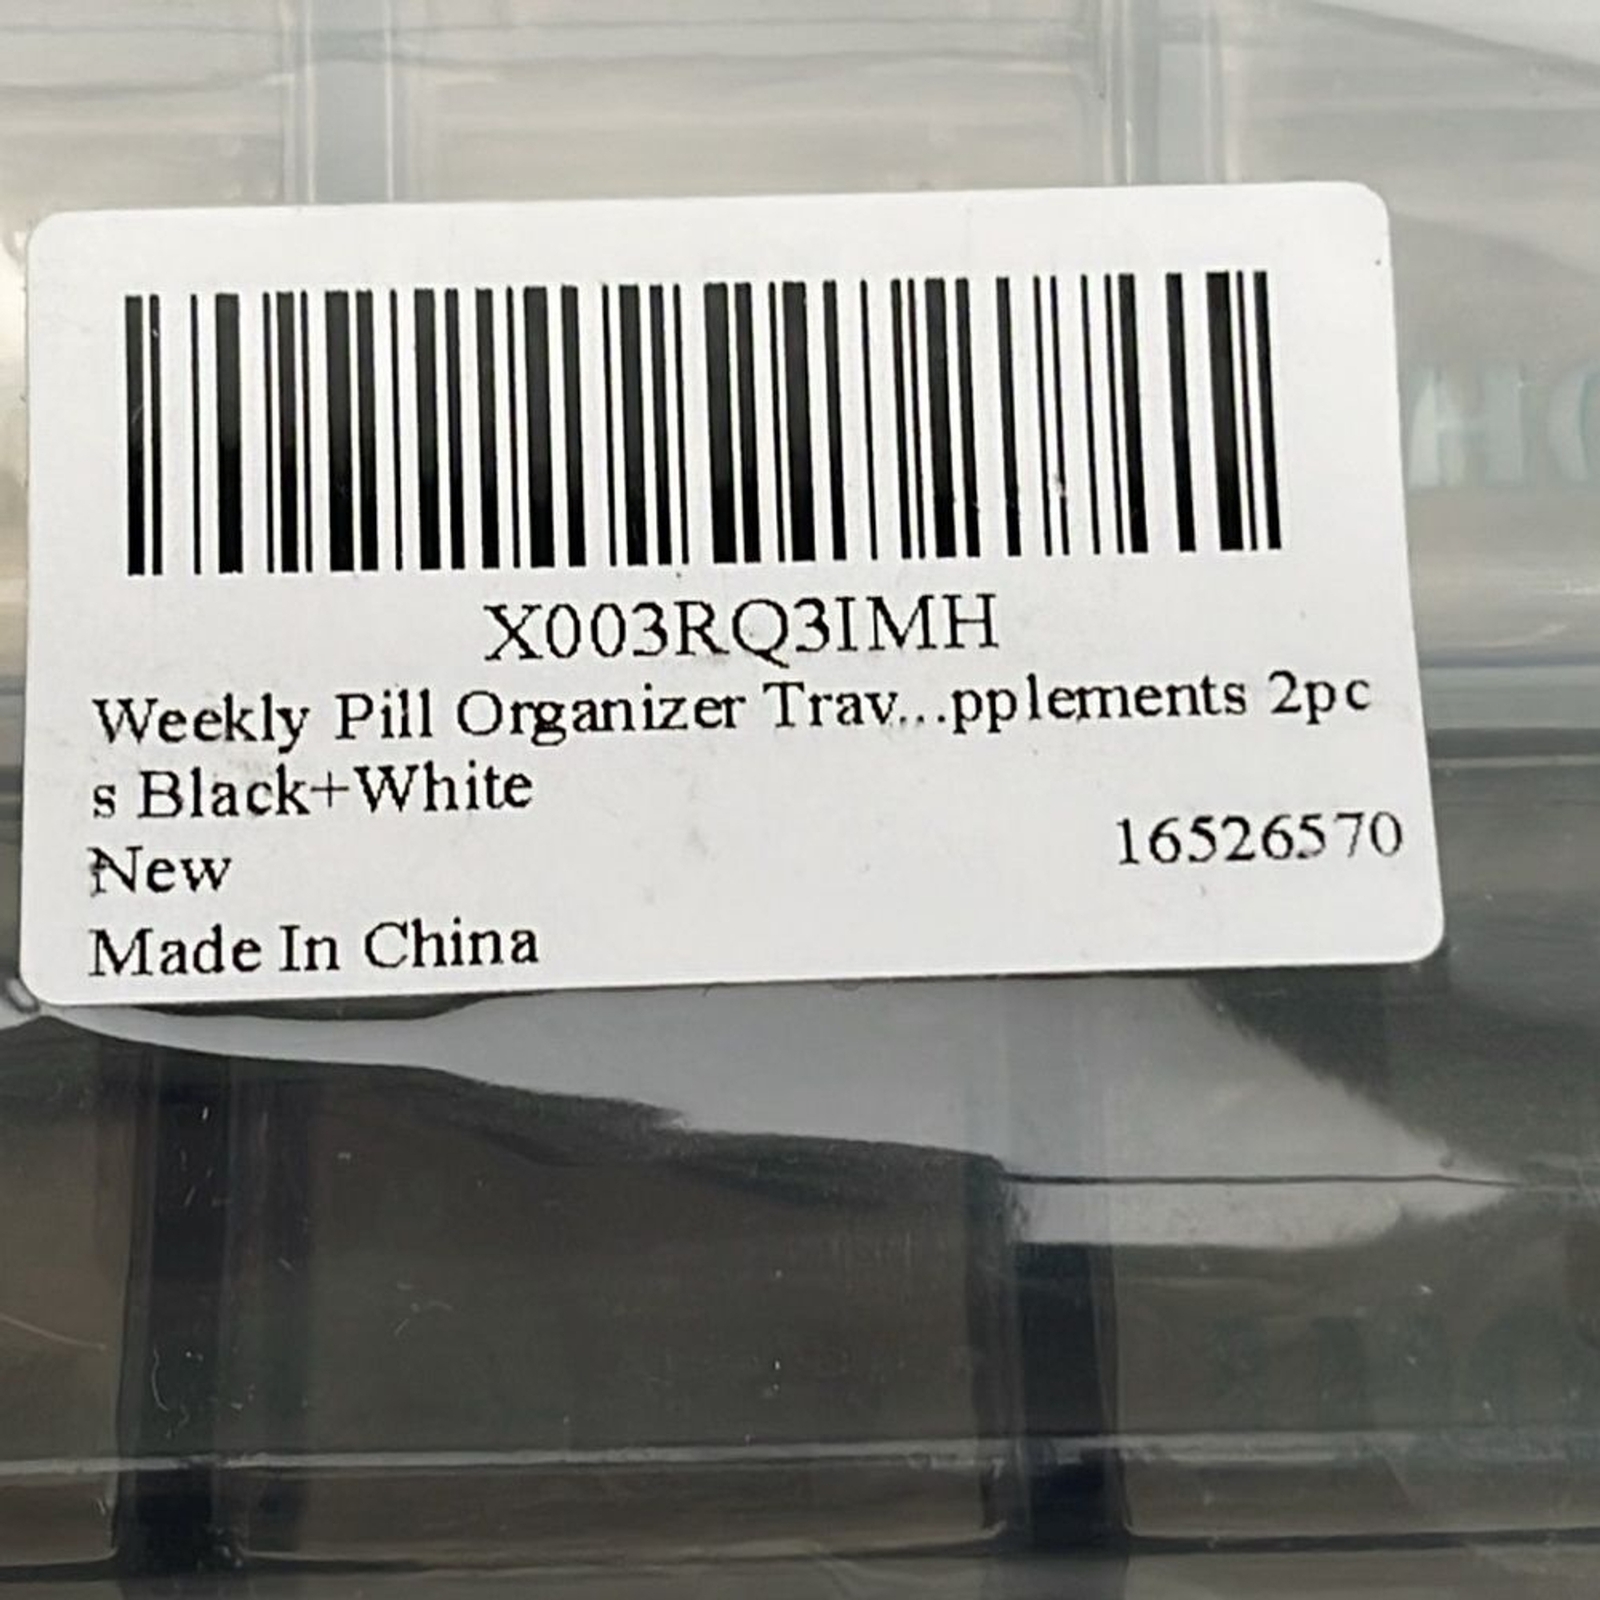 X003RQ3IMH
Weekly Pill Organizer Trav...pplements 2pc
s Black+White
New
16526570
Made In China